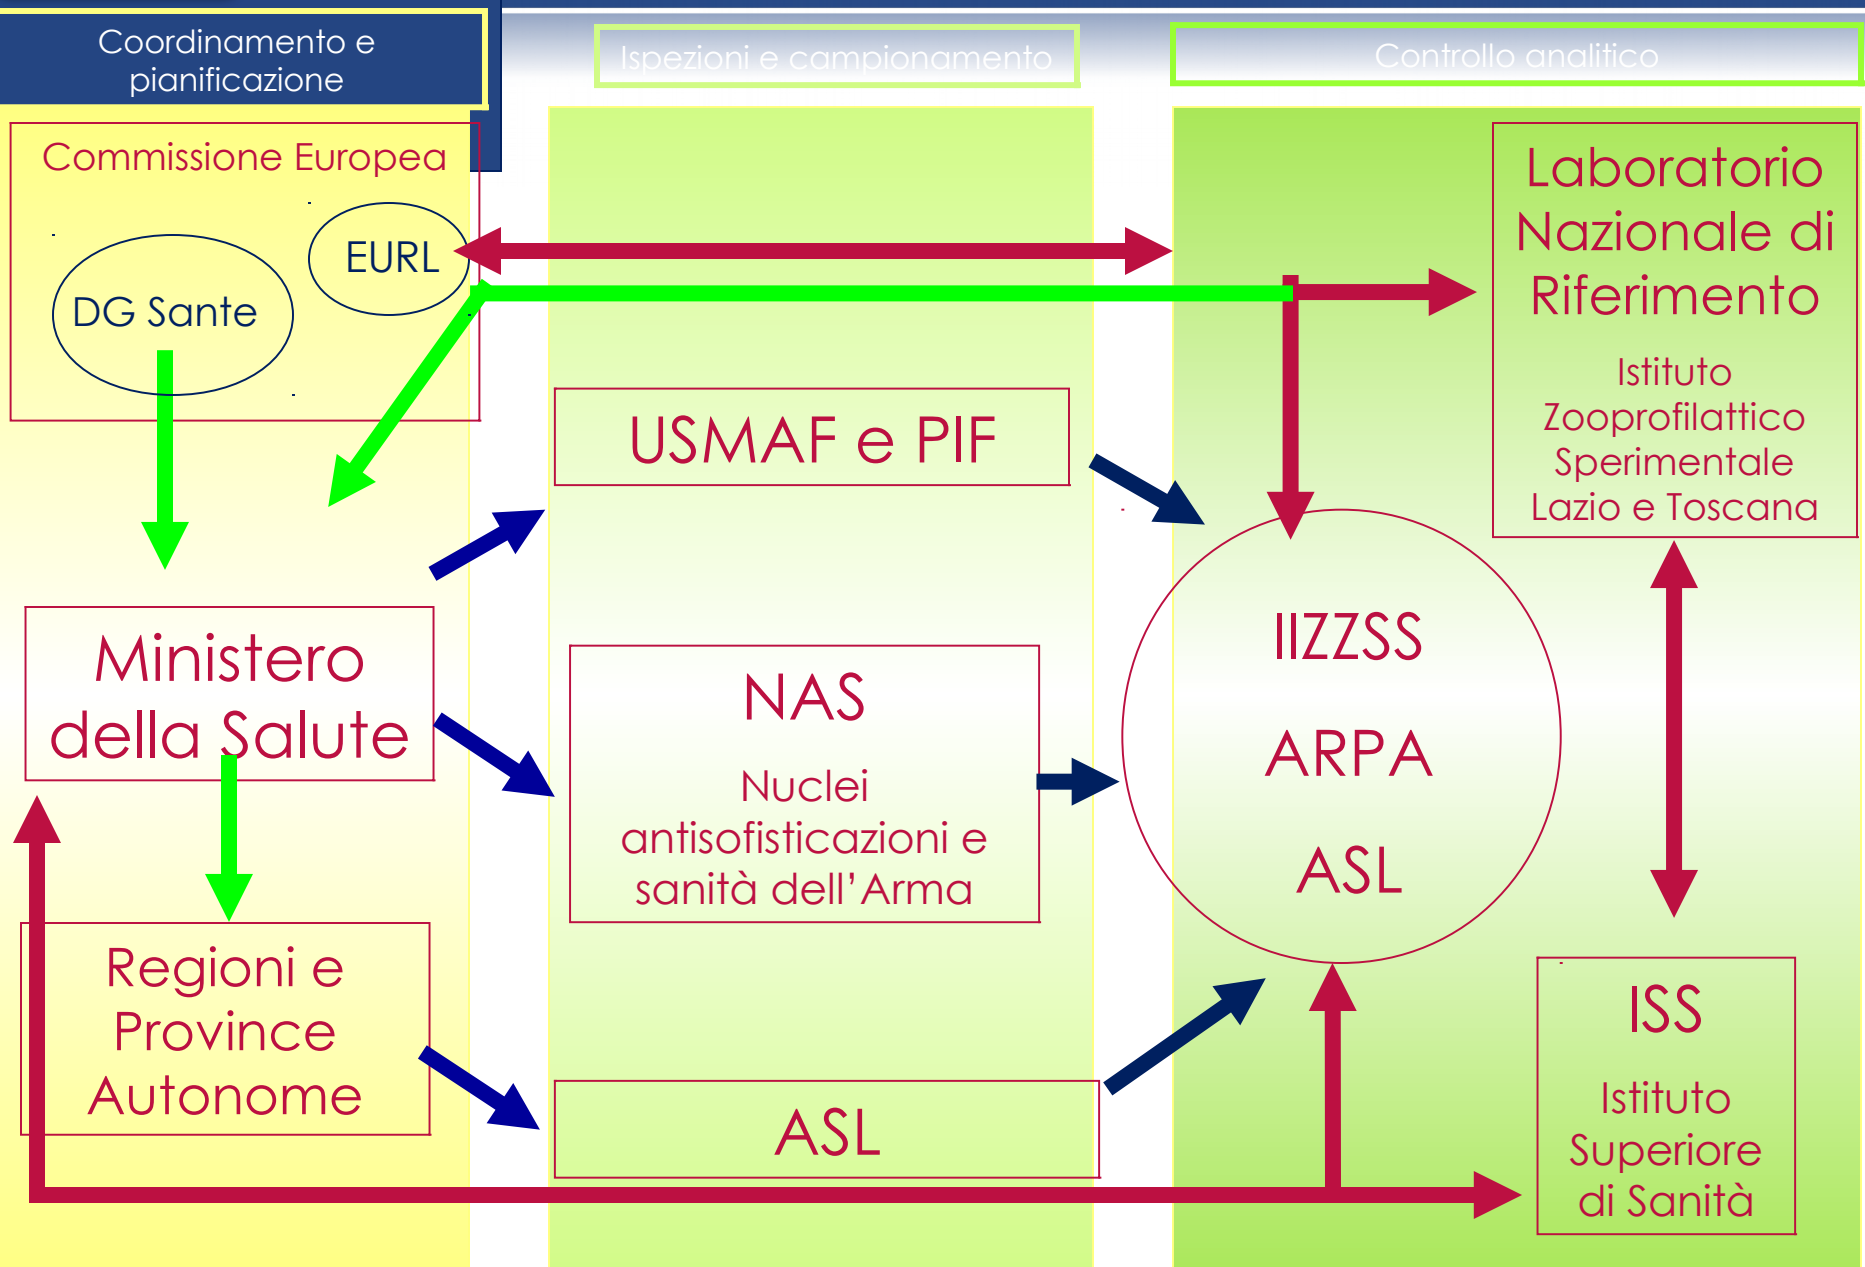 Coordinamento e
pianificazione
Ispezioni e campionamento
Controllo analitico
Commissione Europea
EURL
DG Sante
Ministero
della Salute
Regioni e
Province
Autonome
USMAF e PIF
NAS
Nuclei
antisofisticazioni e
sanità dell’Arma
ASL
IIZZSS
ARPA
ASL
Laboratorio
Nazionale di
Riferimento
Istituto
Zooprofilattico
Sperimentale
Lazio e Toscana
ISS
Istituto
Superiore
di Sanità